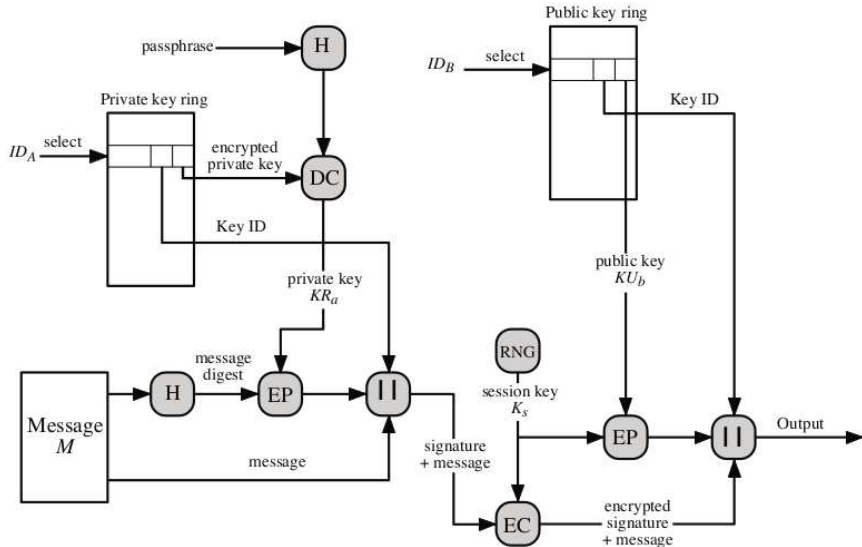 Public key ring
passphrase
H
ID_B
select
Private key ring
Key ID
ID_A
select
encrypted
private key
DC
Key ID
private key
KR_a
public key
KU_b
RNG
message
digest
session key
K_s
H
EP
||
Message
M
signature
+ message
EP
||
Output
message
EC
encrypted
signature
+ message